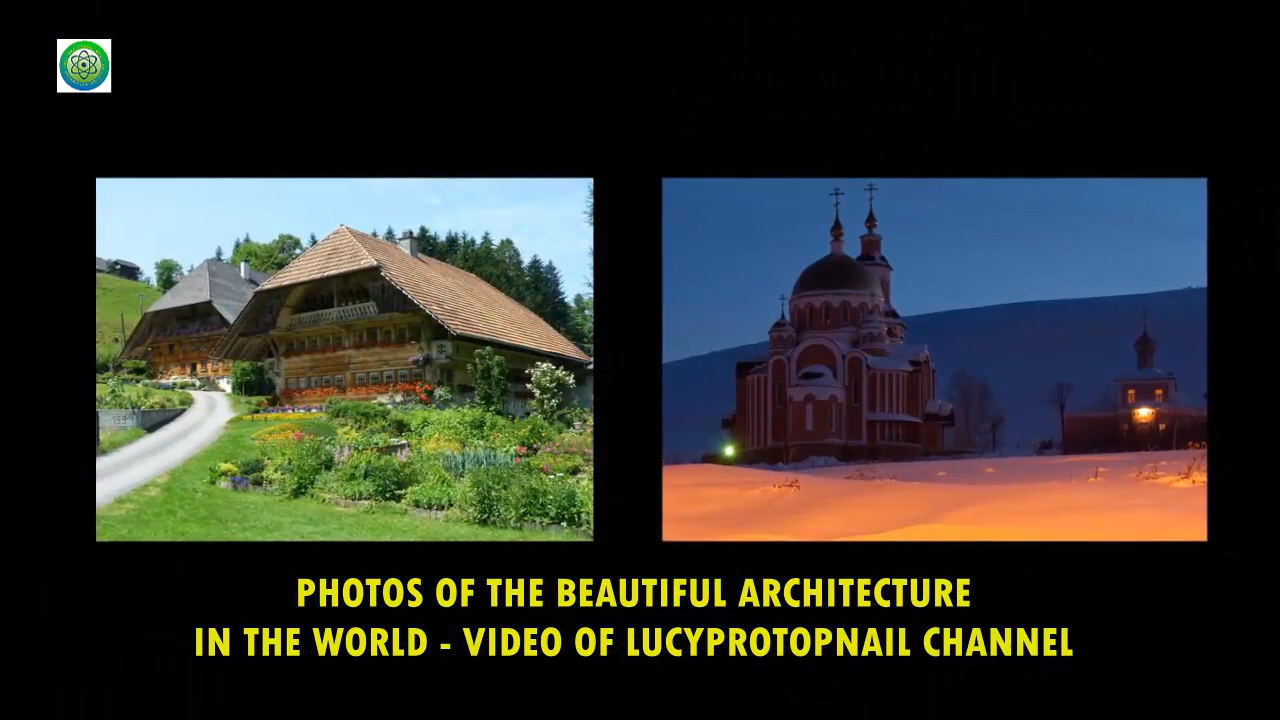 PHOTOS OF THE BEAUTIFUL ARCHITECTURE
IN THE WORLD - VIDEO OF LUCYPROTOPNAIL CHANNEL